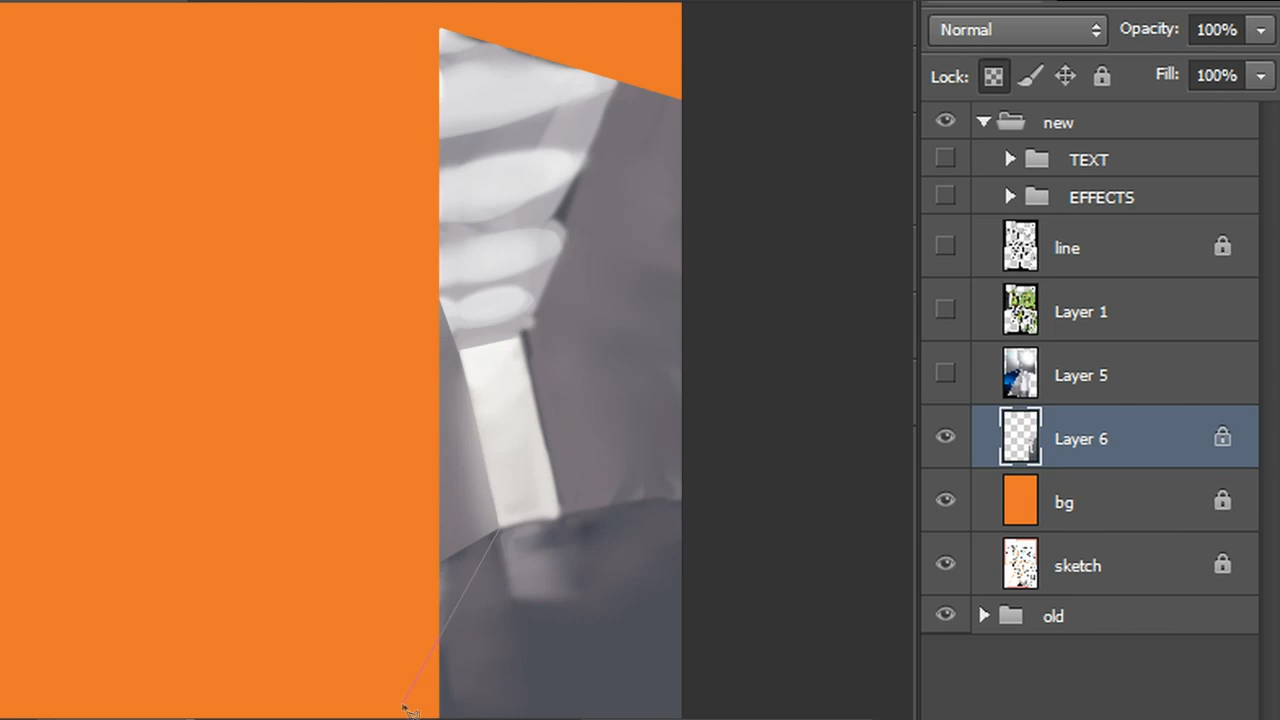 Normal Opacity: 100%
Lock: Fill: 100%
new
TEXT
EFFECTS
line
Layer 1
Layer 5
Layer 6
bg
sketch
old